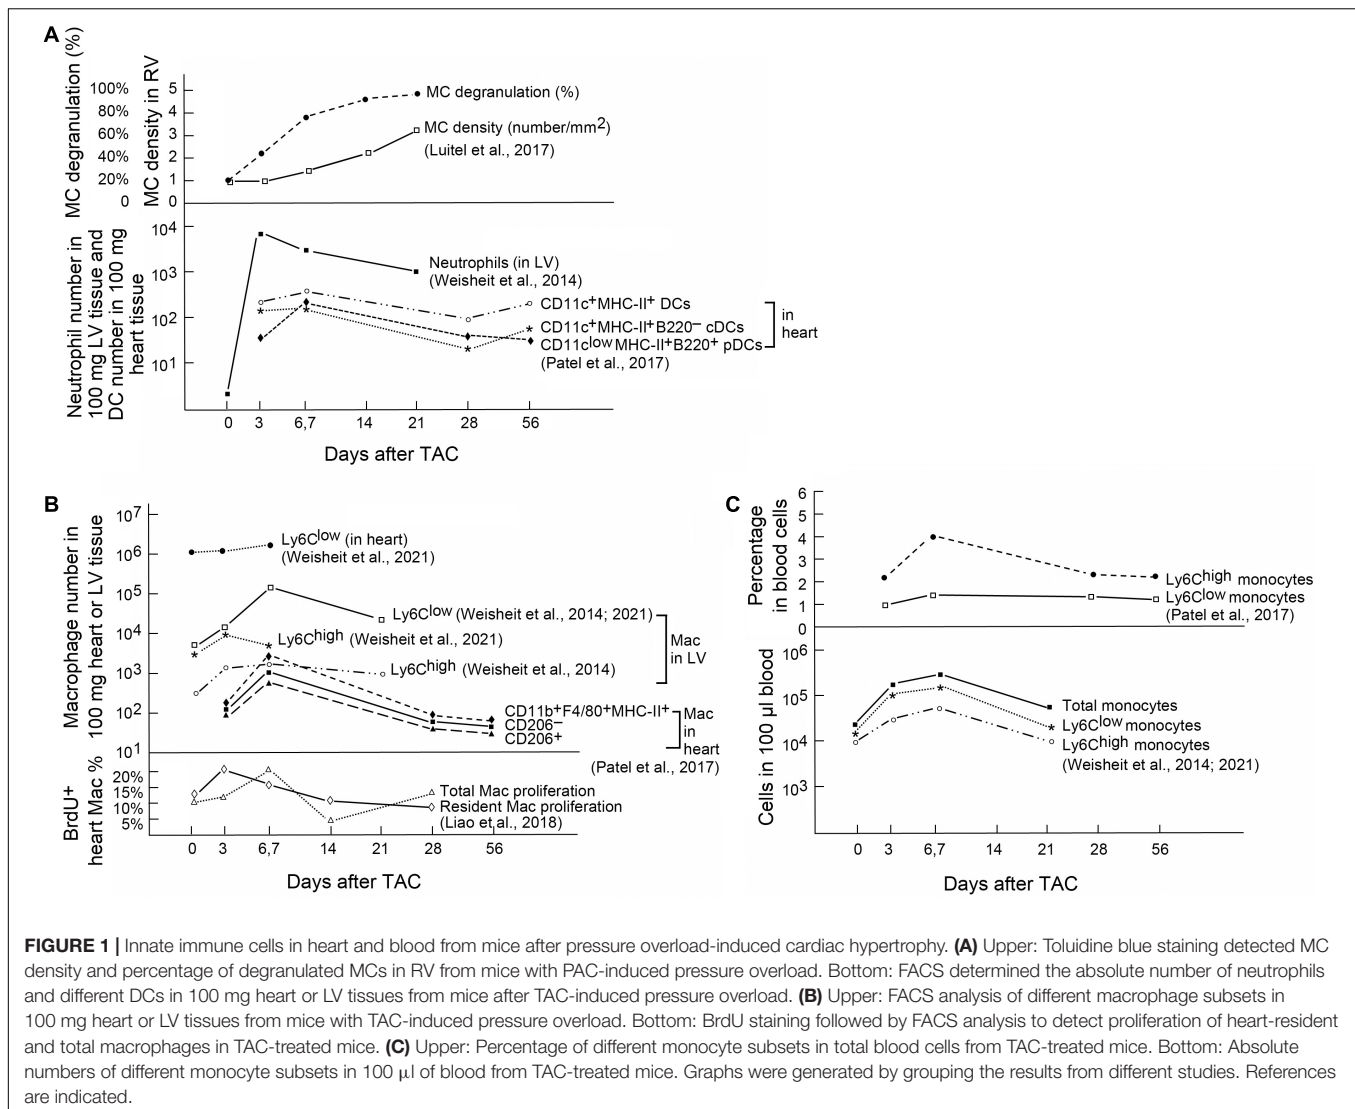 A
MC degranulation (%)
MC density in RV
100%
80%
60%
40%
20%
0
5
4
3
2
1
0
MC degranulation (%)
MC density (number/mm2)
(Luitel et al., 2017)
Neutrophil number in
100 mg LV tissue and
DC number in 100 mg
heart tissue
10^4
10^3
10^2
10^1
Neutrophils (in LV)
(Weisheit et al., 2014)
CD11c+MHC-II+ DCs
CD11c+MHC-II+B220– cDCs
CD11clowMHC-II+B220+ pDCs
(Patel et al., 2017)
in
heart
0 3 6,7 14 21 28 56
Days after TAC
B
Macrophage number in
100 mg heart or LV tissue
10^7
10^6
10^5
10^4
10^3
10^2
10^1
Ly6Clow (in heart)
(Weisheit et al., 2021)
Ly6Clow (Weisheit et al., 2014; 2021)
Ly6Chigh (Weisheit et al., 2021)
Ly6Chigh (Weisheit et al., 2014)
Mac
in LV
CD11b+F4/80+MHC-II+
CD206–
CD206+
Mac
in
heart
(Patel et al., 2017)
BrdU+
heart Mac %
20%
15%
10%
5%
Total Mac proliferation
Resident Mac proliferation
(Liao et al., 2018)
0 3 6,7 14 21 28 56
Days after TAC
C
Percentage
in blood cells
6
5
4
3
2
1
0
Ly6Chigh monocytes
Ly6Clow monocytes
(Patel et al., 2017)
Cells in 100 µl blood
10^6
10^5
10^4
10^3
Total monocytes
Ly6Clow monocytes
Ly6Chigh monocytes
(Weisheit et al., 2014; 2021)
0 3 6,7 14 21 28 56
Days after TAC
FIGURE 1 | Innate immune cells in heart and blood from mice after pressure overload-induced cardiac hypertrophy. (A) Upper: Toluidine blue staining detected MC
density and percentage of degranulated MCs in RV from mice with PAC-induced pressure overload. Bottom: FACS determined the absolute number of neutrophils
and different DCs in 100 mg heart or LV tissues from mice after TAC-induced pressure overload. (B) Upper: FACS analysis of different macrophage subsets in
100 mg heart or LV tissues from mice with TAC-induced pressure overload. Bottom: BrdU staining followed by FACS analysis to detect proliferation of heart-resident
and total macrophages in TAC-treated mice. (C) Upper: Percentage of different monocyte subsets in total blood cells from TAC-treated mice. Bottom: Absolute
numbers of different monocyte subsets in 100 µl of blood from TAC-treated mice. Graphs were generated by grouping the results from different studies. References
are indicated.